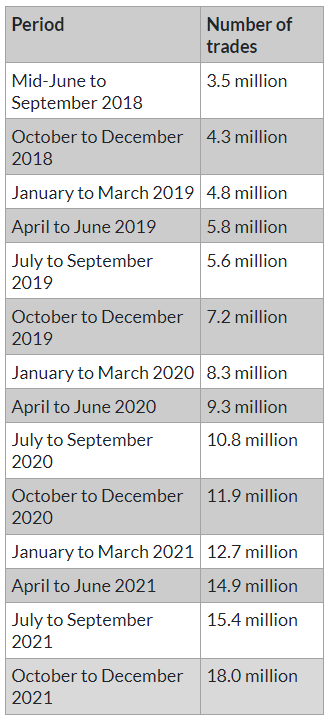 Period Number of
trades
Mid-June to 3.5 million
September 2018
October to December 4.3 million
2018
January to March 2019 4.8 million
April to June 2019 5.8 million
July to September 5.6 million
2019
October to December 7.2 million
2019
January to March 2020 8.3 million
April to June 2020 9.3 million
July to September 10.8 million
2020
October to December 11.9 million
2020
January to March 2021 12.7 million
April to June 2021 14.9 million
July to September 15.4 million
2021
October to December 18.0 million
2021